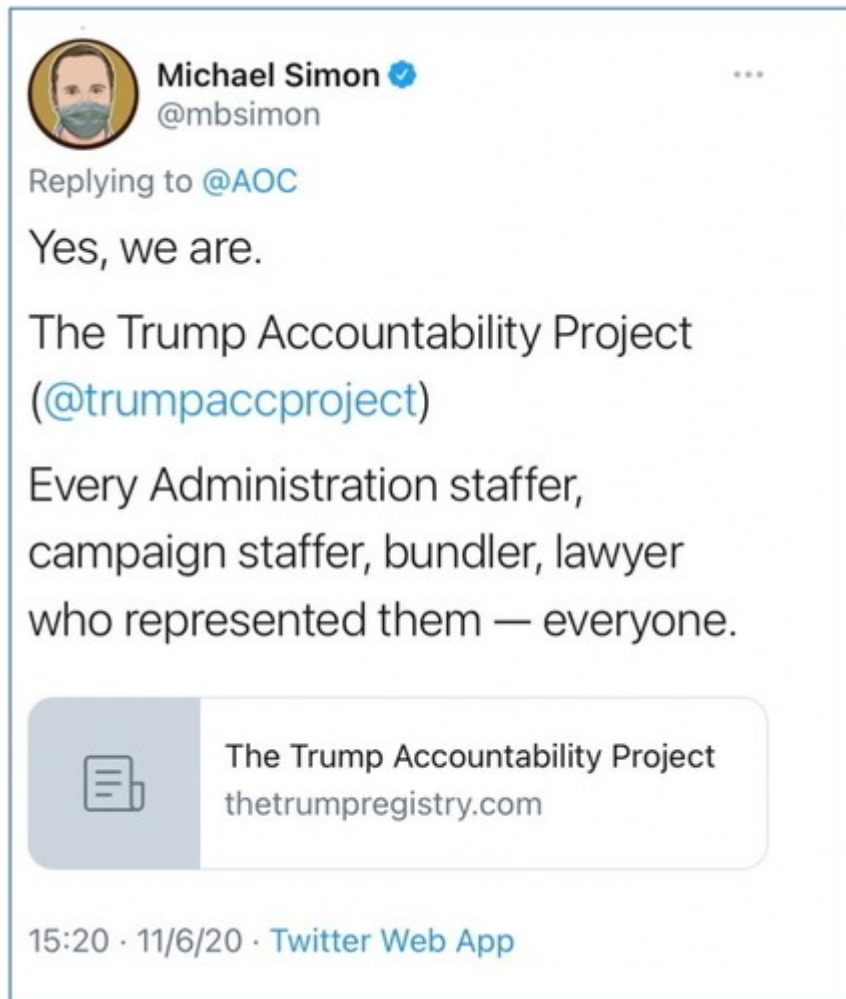 Michael Simon
@mbsimon
Replying to @AOC
Yes, we are.
The Trump Accountability Project
(@trumpaccproject)
Every Administration staffer,
campaign staffer, bundler, lawyer
who represented them — everyone.
The Trump Accountability Project
thetrumpregistry.com
15:20 · 11/6/20 · Twitter Web App